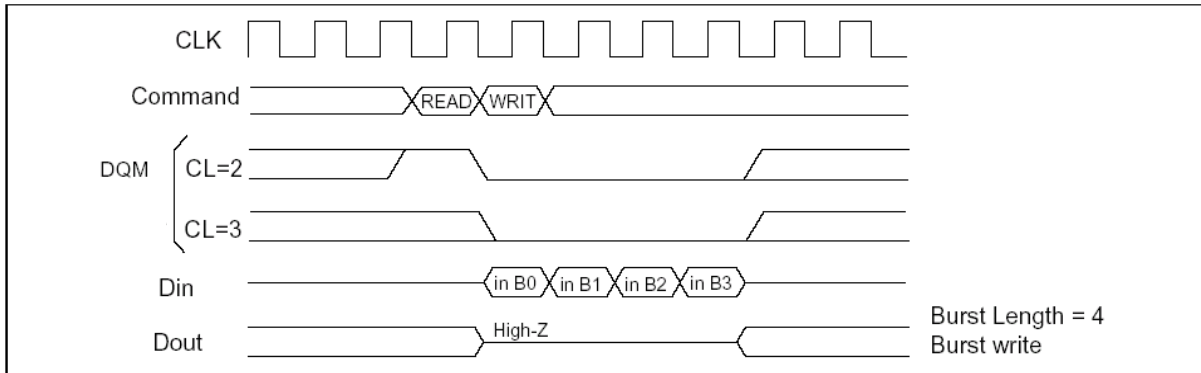 CLK
Command
READ WRIT
DQM
CL=2
CL=3
Din
in B0 in B1 in B2 in B3
Dout
High-Z
Burst Length = 4
Burst write